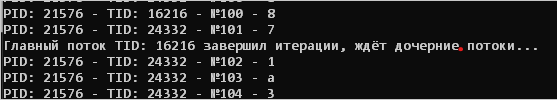 PID: 21576 - TID: 16216 - №100 - 8
PID: 21576 - TID: 24332 - №101 - 7
Главный поток TID: 16216 завершил итерации, ждёт дочерние потоки...
PID: 21576 - TID: 24332 - №102 - 1
PID: 21576 - TID: 24332 - №103 - a
PID: 21576 - TID: 24332 - №104 - 3